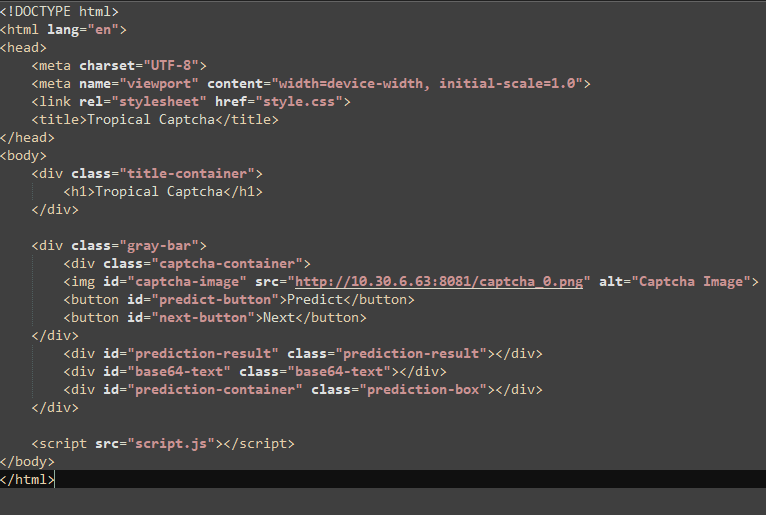 <!DOCTYPE html>
<html lang="en">
<head>
    <meta charset="UTF-8">
    <meta name="viewport" content="width=device-width, initial-scale=1.0">
    <link rel="stylesheet" href="style.css">
    <title>Tropical Captcha</title>
</head>
<body>
    <div class="title-container">
        <h1>Tropical Captcha</h1>
    </div>

    <div class="gray-bar">
        <div class="captcha-container">
        <img id="captcha-image" src="http://10.30.6.63:8081/captcha_0.png" alt="Captcha Image">
        <button id="predict-button">Predict</button>
        <button id="next-button">Next</button>
    </div>
        <div id="prediction-result" class="prediction-result"></div>
        <div id="base64-text" class="base64-text"></div>
        <div id="prediction-container" class="prediction-box"></div>
    </div>

    <script src="script.js"></script>
</body>
</html>